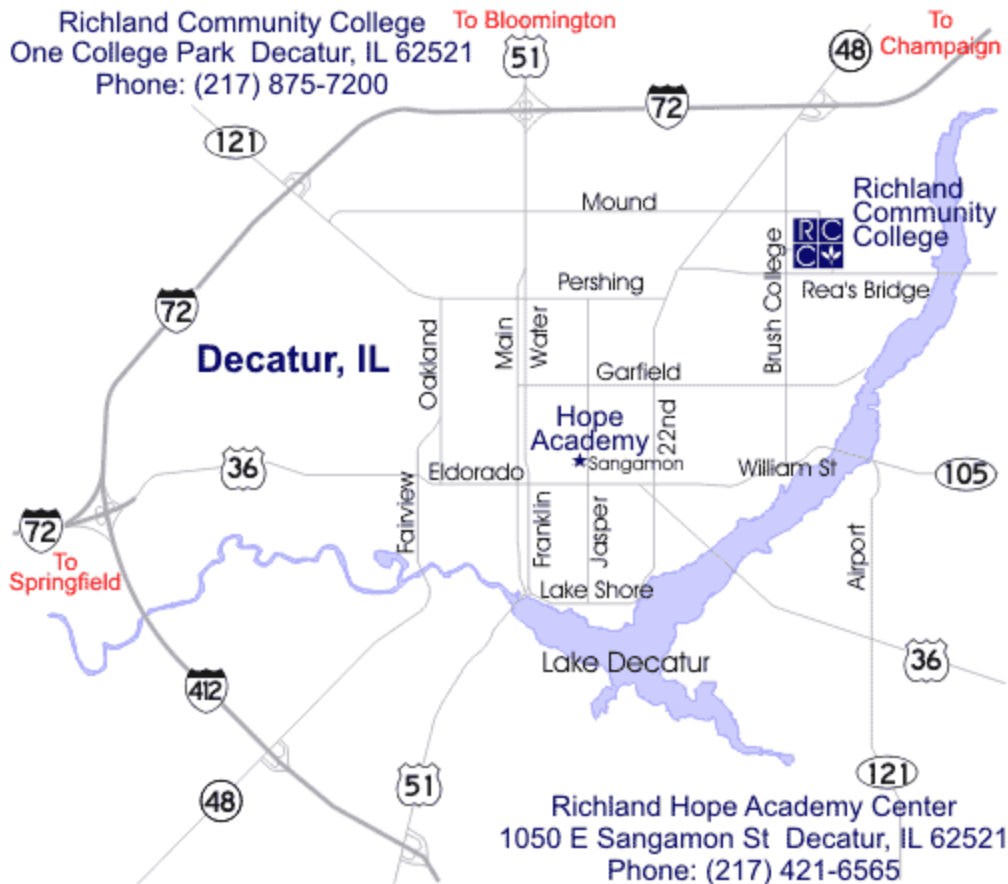 Richland Community College
One College Park Decatur, IL 62521
Phone: (217) 875-7200
To Bloomington
51
To
Champaign
48
72
121
Mound
RC
C
Richland
Community
College
Pershing
Rea's Bridge
Brush College
72
Decatur, IL
Oakland
Main
Water
Garfield
Hope
Academy
22nd
Sangamon
36
Eldorado
William St
105
72
To
Springfield
Fairview
Franklin
Jasper
Airport
Lake Shore
Lake Decatur
36
412
48
51
121
Richland Hope Academy Center
1050 E Sangamon St Decatur, IL 62521
Phone: (217) 421-6565